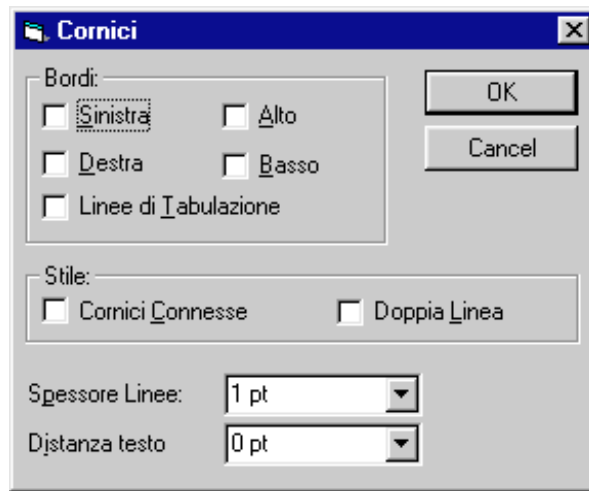 Cornici
Bordi:
Sinistra Alto
Destra Basso
Linee di Tabulazione
OK
Cancel
Stile:
Cornici Connesse Doppia Linea
Spessore Linee: 1 pt
Distanza testo 0 pt